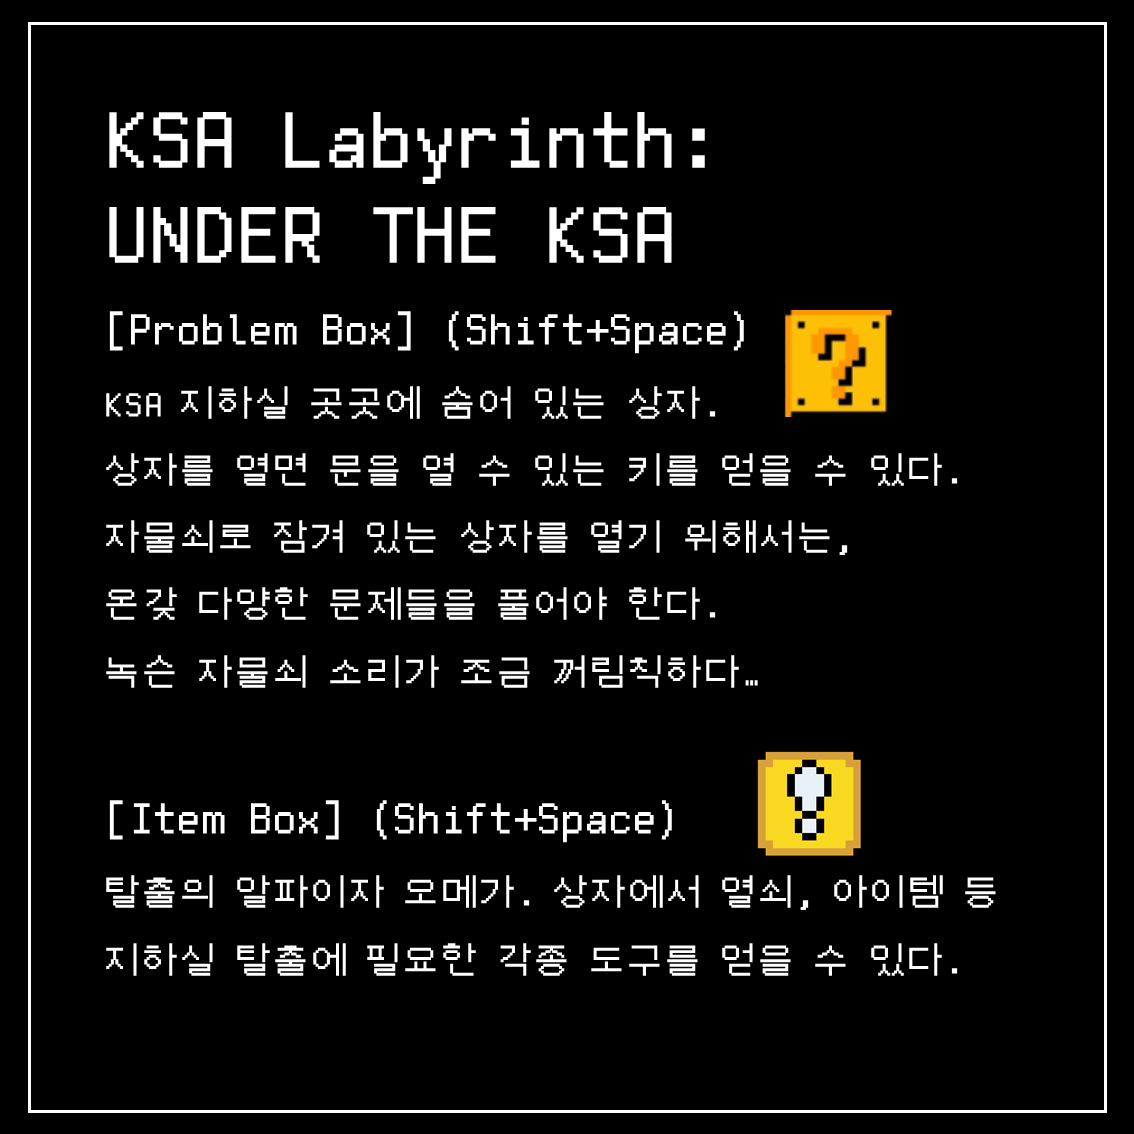 KSA Labyrinth:
UNDER THE KSA
[Problem Box] (Shift+Space)
KSA 지하실 곳곳에 숨어 있는 상자.
상자를 열면 문을 열 수 있는 키를 얻을 수 있다.
자물쇠로 잠겨 있는 상자를 열기 위해서는,
온갖 다양한 문제들을 풀어야 한다.
녹슨 자물쇠 소리가 조금 꺼림칙하다…
[Item Box] (Shift+Space)
탈출의 알파이자 오메가. 상자에서 열쇠, 아이템 등
지하실 탈출에 필요한 각종 도구를 얻을 수 있다.